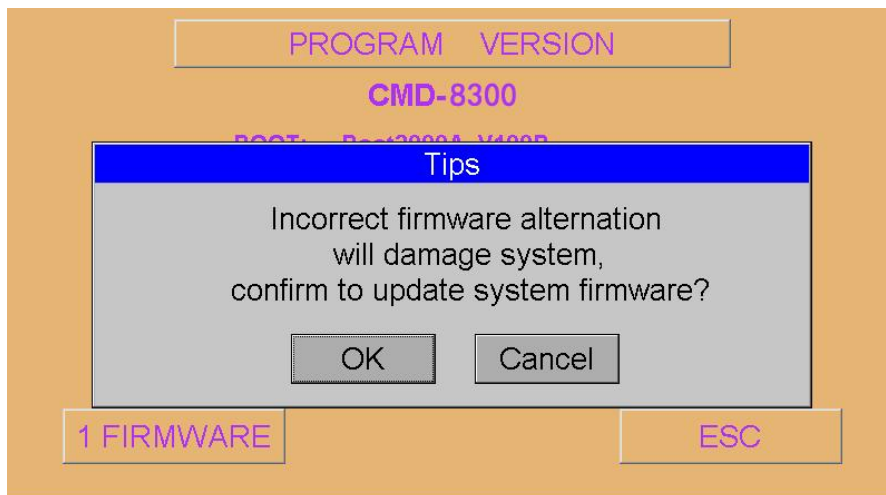 PROGRAM VERSION
CMD-8300
Tips
Incorrect firmware alternation
will damage system,
confirm to update system firmware?
OK Cancel
1 FIRMWARE ESC